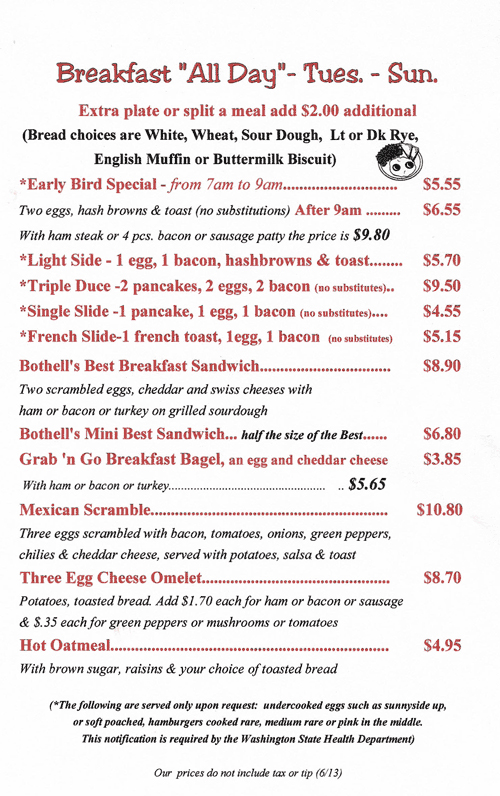 Breakfast "All Day"- Tues. - Sun.
Extra plate or split a meal add $2.00 additional
(Bread choices are White, Wheat, Sour Dough, Lt or Dk Rye,
English Muffin or Buttermilk Biscuit)
*Early Bird Special - from 7am to 9am............................. $5.55
Two eggs, hash browns & toast (no substitutions) After 9am ......... $6.55
With ham steak or 4 pcs. bacon or sausage patty the price is $9.80
*Light Side - 1 egg, 1 bacon, hashbrowns & toast........ $5.70
*Triple Duce -2 pancakes, 2 eggs, 2 bacon (no substitutes).. $9.50
*Single Slide -1 pancake, 1 egg, 1 bacon (no substitutes).... $4.55
*French Slide-1 french toast, 1egg, 1 bacon (no substitutes) $5.15
Bothell's Best Breakfast Sandwich................................. $8.90
Two scrambled eggs, cheddar and swiss cheeses with
ham or bacon or turkey on grilled sourdough
Bothell's Mini Best Sandwich... half the size of the Best...... $6.80
Grab 'n Go Breakfast Bagel, an egg and cheddar cheese $3.85
With ham or bacon or turkey.................................................. .. $5.65
Mexican Scramble............................................................ $10.80
Three eggs scrambled with bacon, tomatoes, onions, green peppers,
chilies & cheddar cheese, served with potatoes, salsa & toast
Three Egg Cheese Omelet............................................... $8.70
Potatoes, toasted bread. Add $1.70 each for ham or bacon or sausage
& $.35 each for green peppers or mushrooms or tomatoes
Hot Oatmeal...................................................................... $4.95
With brown sugar, raisins & your choice of toasted bread
(*The following are served only upon request: undercooked eggs such as sunnyside up,
or soft poached, hamburgers cooked rare, medium rare or pink in the middle.
This notification is required by the Washington State Health Department)
Our prices do not include tax or tip (6/13)